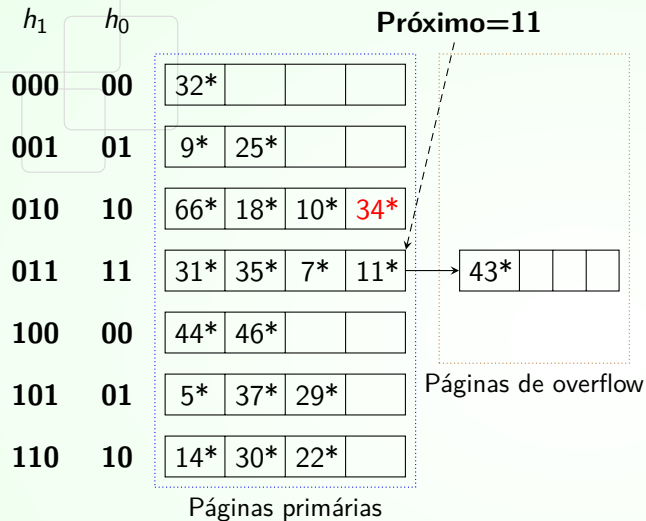 h1 h0 Próximo=11
000 00 32*
001 01 9* 25*
010 10 66* 18* 10* 34*
011 11 31* 35* 7* 11* 43*
100 00 44* 46*
101 01 5* 37* 29*
Páginas de overflow
110 10 14* 30* 22*
Páginas primárias